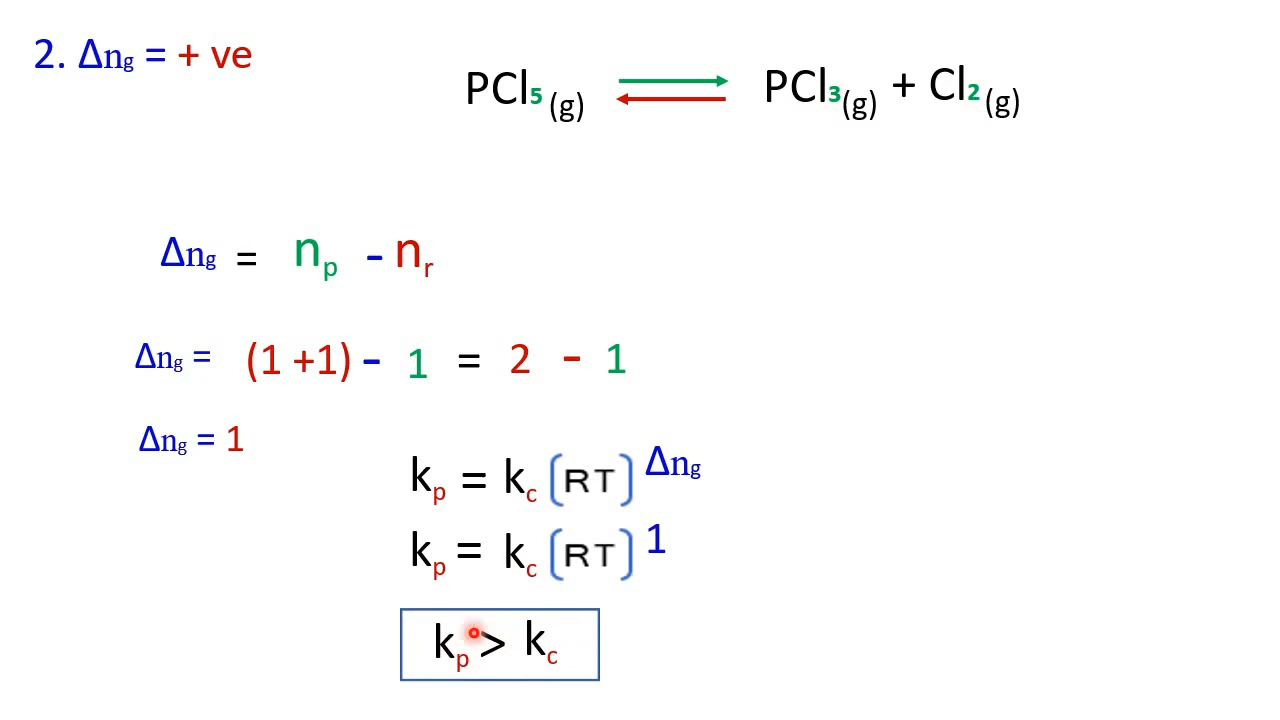 2. Δng = + ve
PCl5 (g) ⇌ PCl3(g) + Cl2 (g)
Δng = np - nr
Δng = (1 +1) - 1 = 2 - 1
Δng = 1
kp = kc (RT) Δng
kp = kc (RT) 1
kp > kc